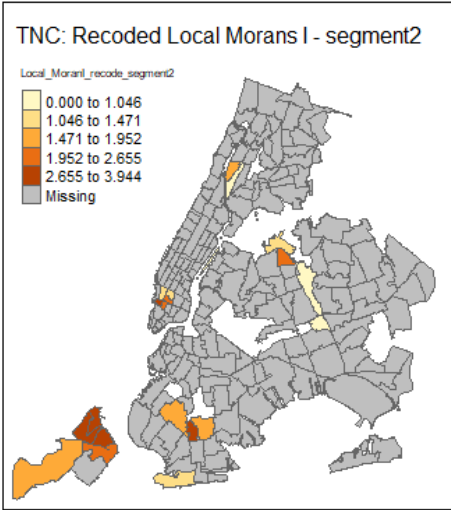 TNC: Recoded Local Morans I - segment2
Local_MoranI_recode_segment2
0.000 to 1.046
1.046 to 1.471
1.471 to 1.952
1.952 to 2.655
2.655 to 3.944
Missing